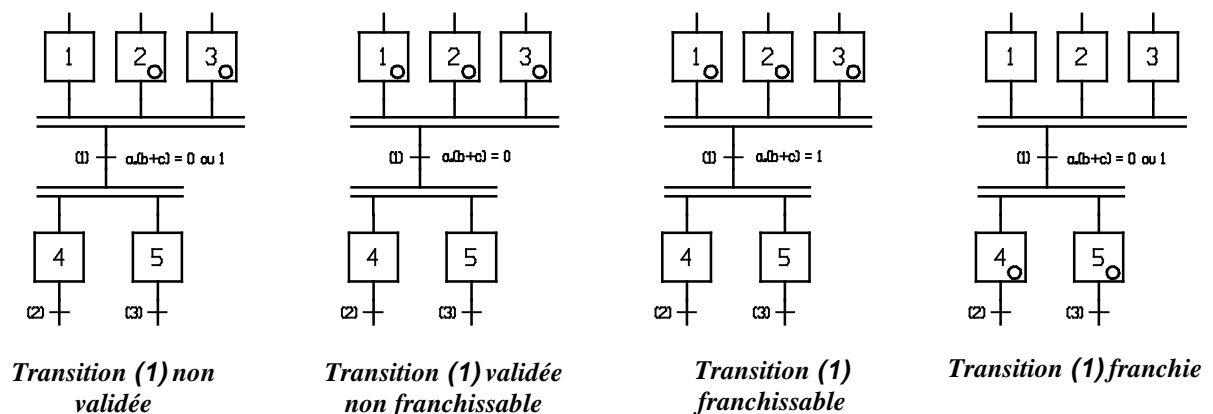 1 2 3
(1) a.(b+c) = 0 ou 1
4 5
(2) (3)
Transition (1) non
validée
1 2 3
(1) a.(b+c) = 0
4 5
(2) (3)
Transition (1) validée
non franchissable
1 2 3
(1) a.(b+c) = 1
4 5
(2) (3)
Transition (1)
franchissable
1 2 3
(1) a.(b+c) = 0 ou 1
4 5
(2) (3)
Transition (1) franchie